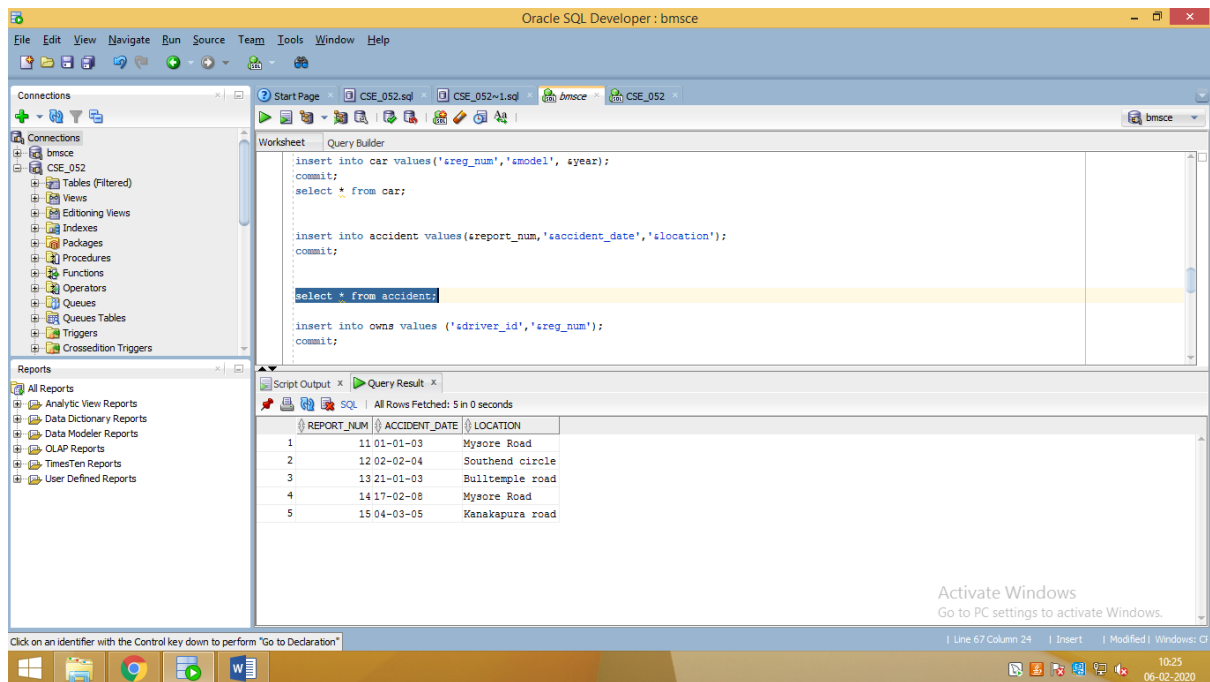 Oracle SQL Developer : bmsce
File Edit View Navigate Run Source Team Tools Window Help
Connections
Start Page CSE_052.sql CSE_052~1.sql bmsce CSE_052
bmsce
Worksheet Query Builder
Connections
bmsce
CSE_052
Tables (Filtered)
Views
Editioning Views
Indexes
Packages
Procedures
Functions
Operators
Queues
Queues Tables
Triggers
Crossedition Triggers
insert into car values('&reg_num','&model', &year);
commit;
select * from car;
insert into accident values(&report_num,'&accident_date','&location');
commit;
select * from accident;
insert into owns values ('&driver_id','&reg_num');
commit;
Reports
All Reports
Analytic View Reports
Data Dictionary Reports
Data Modeler Reports
OLAP Reports
TimesTen Reports
User Defined Reports
Script Output x Query Result x
SQL | All Rows Fetched: 5 in 0 seconds
REPORT_NUM ACCIDENT_DATE LOCATION
1 11 01-01-03 Mysore Road
2 12 02-02-04 Southend circle
3 13 21-01-03 Bulltemple road
4 14 17-02-08 Mysore Road
5 15 04-03-05 Kanakapura road
Activate Windows
Go to PC settings to activate Windows.
Click on an identifier with the Control key down to perform "Go to Declaration"
| Line 67 Column 24 | Insert | Modified | Windows: CR
10:25
06-02-2020